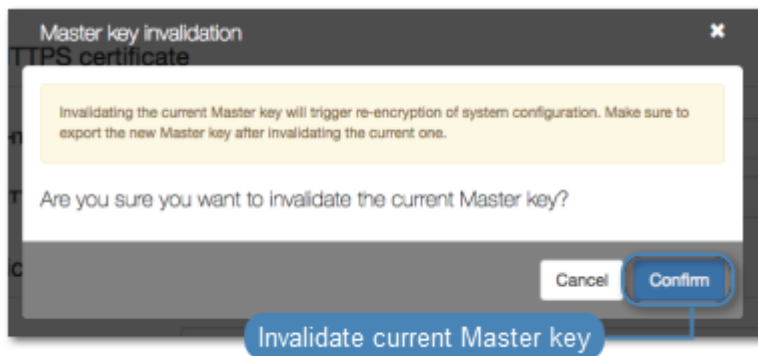 Master key invalidation
TTPS certificate
Invalidating the current Master key will trigger re-encryption of system configuration. Make sure to
export the new Master key after invalidating the current one.
Are you sure you want to invalidate the current Master key?
Cancel Confirm
Invalidate current Master key